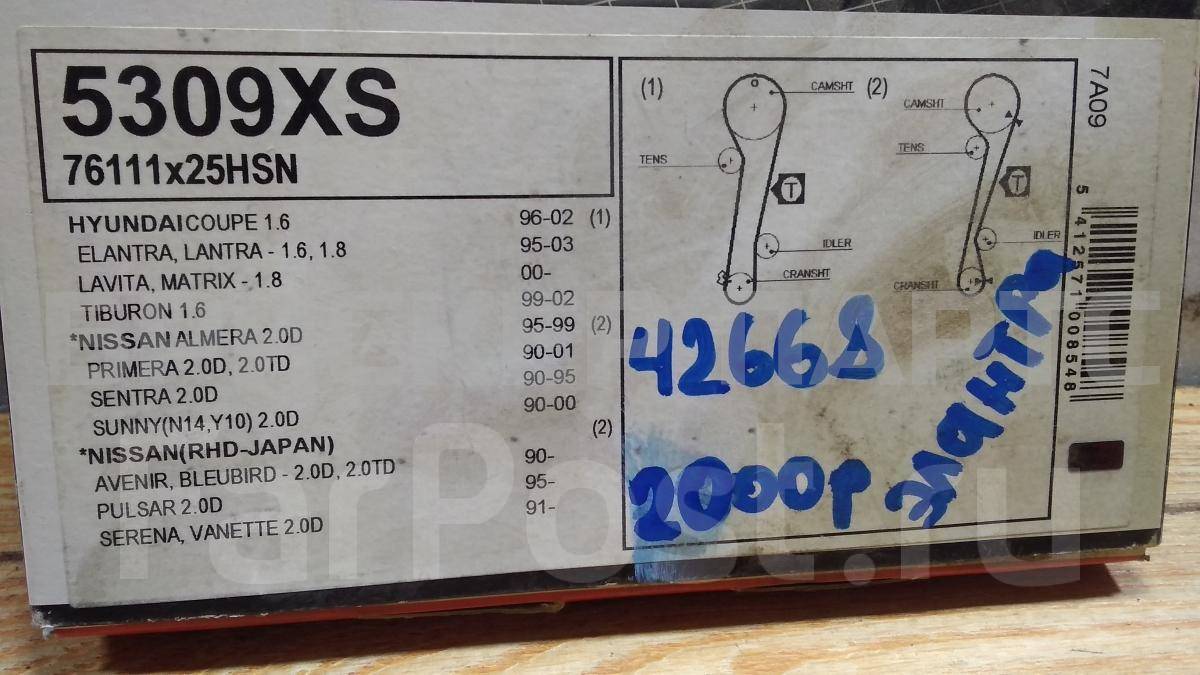 5309XS
76111x25HSN
HYUNDAICOUPE 1.6 96-02 (1)
ELANTRA, LANTRA - 1.6, 1.8 95-03
LAVITA, MATRIX - 1.8 00-
TIBURON 1.6 99-02
*NISSAN ALMERA 2.0D 95-99 (2)
PRIMERA 2.0D, 2.0TD 90-01
SENTRA 2.0D 90-95
SUNNY(N14,Y10) 2.0D 90-00
*NISSAN(RHD-JAPAN) (2)
AVENIR, BLEUBIRD - 2.0D, 2.0TD 90-
PULSAR 2.0D 95-
SERENA, VANETTE 2.0D 91-
(1)
CAMSHT
TENS
T
IDLER
CRANSHT
(2)
CAMSHT
TENS
T
IDLER
CRANSHT
7A09
5 412571 008548
2000р
Элантра
FarPost.ru